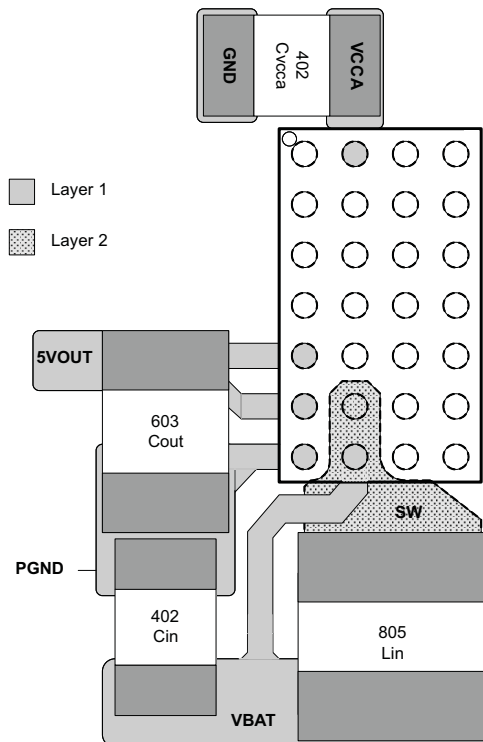 GND
402
Cvcca
VCCA
Layer 1
Layer 2
5VOUT
603
Cout
SW
PGND
402
Cin
805
Lin
VBAT